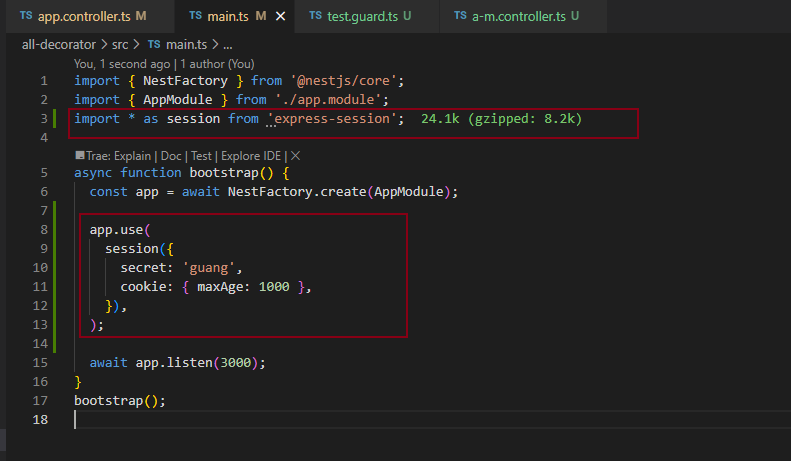 TS app.controller.ts M TS main.ts M × TS test.guard.ts U TS a-m.controller.ts U
all-decorator > src > TS main.ts > ...
You, 1 second ago | 1 author (You)
1 import { NestFactory } from '@nestjs/core';
2 import { AppModule } from './app.module';
3 import * as session from 'express-session'; 24.1k (gzipped: 8.2k)
4
Trae: Explain | Doc | Test | Explore IDE | ×
5 async function bootstrap() {
6 const app = await NestFactory.create(AppModule);
7
8 app.use(
9 session({
10 secret: 'guang',
11 cookie: { maxAge: 1000 },
12 }),
13 );
14
15 await app.listen(3000);
16 }
17 bootstrap();
18